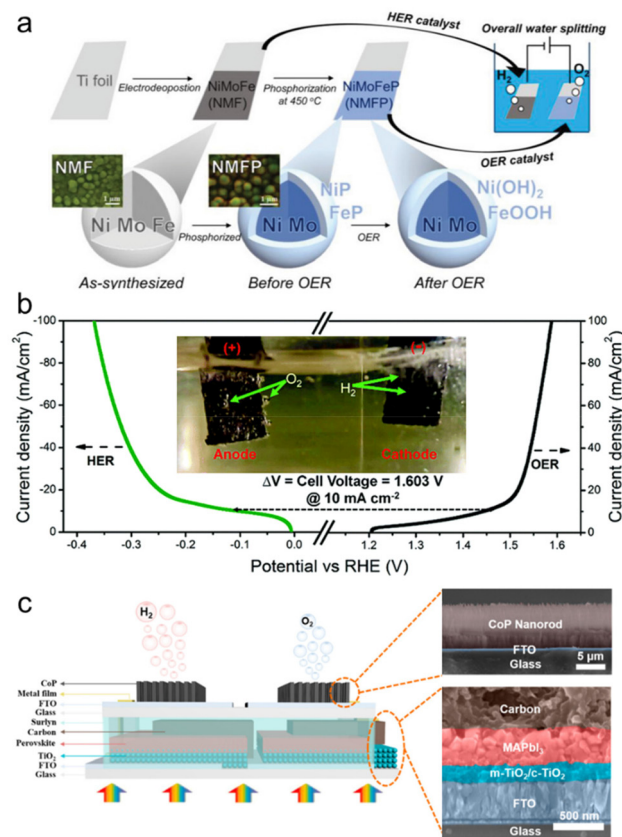 a
HER catalyst
Overall water splitting
H2
O2
Ti foil
Electrodeopostion
NiMoFe
(NMF)
Phosphorization
at 450 °C
NiMoFeP
(NMFP)
OER catalyst
NMF
1 μm
NMFP
1 μm
NiP
FeP
Ni(OH)2
FeOOH
Ni Mo Fe
Phosphorized
Ni Mo
OER
Ni Mo
As-synthesized
Before OER
After OER
b
-100
-80
-60
-40
-20
0
Current density (mA/cm2)
(+)
(-)
O2
H2
Anode
Cathode
HER
OER
ΔV = Cell Voltage = 1.603 V
@ 10 mA cm-2
100
80
60
40
20
0
Current density (mA/cm2)
-0.4 -0.3 -0.2 -0.1 0.0 1.2 1.3 1.4 1.5 1.6
Potential vs RHE (V)
c
H2
O2
CoP
Metal film
FTO
Glass
Surlyn
Carbon
Perovskite
TiO2
FTO
Glass
CoP Nanorod
FTO
Glass
5 μm
Carbon
MAPbI3
m-TiO2/c-TiO2
FTO
500 nm
Glass